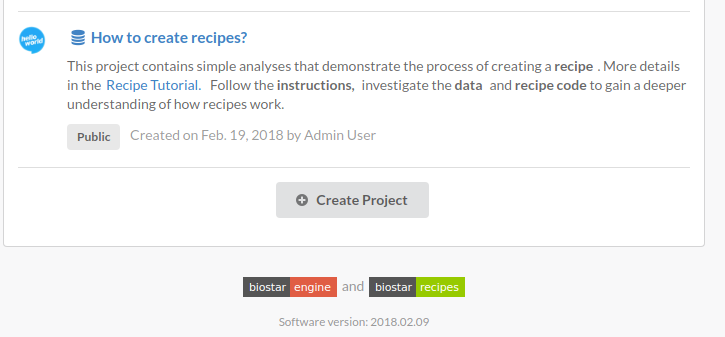 hello world!
How to create recipes?
This project contains simple analyses that demonstrate the process of creating a recipe . More details
in the Recipe Tutorial. Follow the instructions, investigate the data and recipe code to gain a deeper
understanding of how recipes work.
Public Created on Feb. 19, 2018 by Admin User
Create Project
biostar engine and biostar recipes
Software version: 2018.02.09